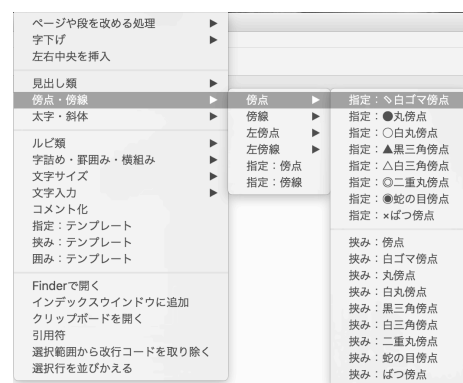 ページや段を改める処理
字下げ
左右中央を挿入
見出し類
傍点・傍線
太字・斜体
ルビ類
字詰め・罫囲み・横組み
文字サイズ
文字入力
コメント化
指定：テンプレート
挟み：テンプレート
囲み：テンプレート
Finderで開く
インデックスウインドウに追加
クリップボードを開く
引用符
選択範囲から改行コードを取り除く
選択行を並びかえる
傍点
傍線
左傍点
左傍線
指定：傍点
指定：傍線
指定：﹆白ゴマ傍点
指定：●丸傍点
指定：○白丸傍点
指定：▲黒三角傍点
指定：△白三角傍点
指定：◎二重丸傍点
指定：◉蛇の目傍点
指定：×ばつ傍点
挟み：傍点
挟み：白ゴマ傍点
挟み：丸傍点
挟み：白丸傍点
挟み：黒三角傍点
挟み：白三角傍点
挟み：二重丸傍点
挟み：蛇の目傍点
挟み：ばつ傍点